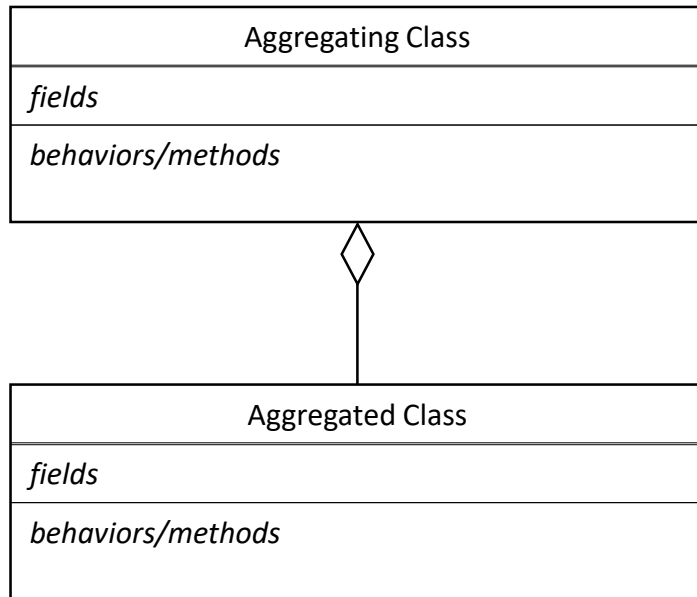 Aggregating Class
fields
behaviors/methods
Aggregated Class
fields
behaviors/methods